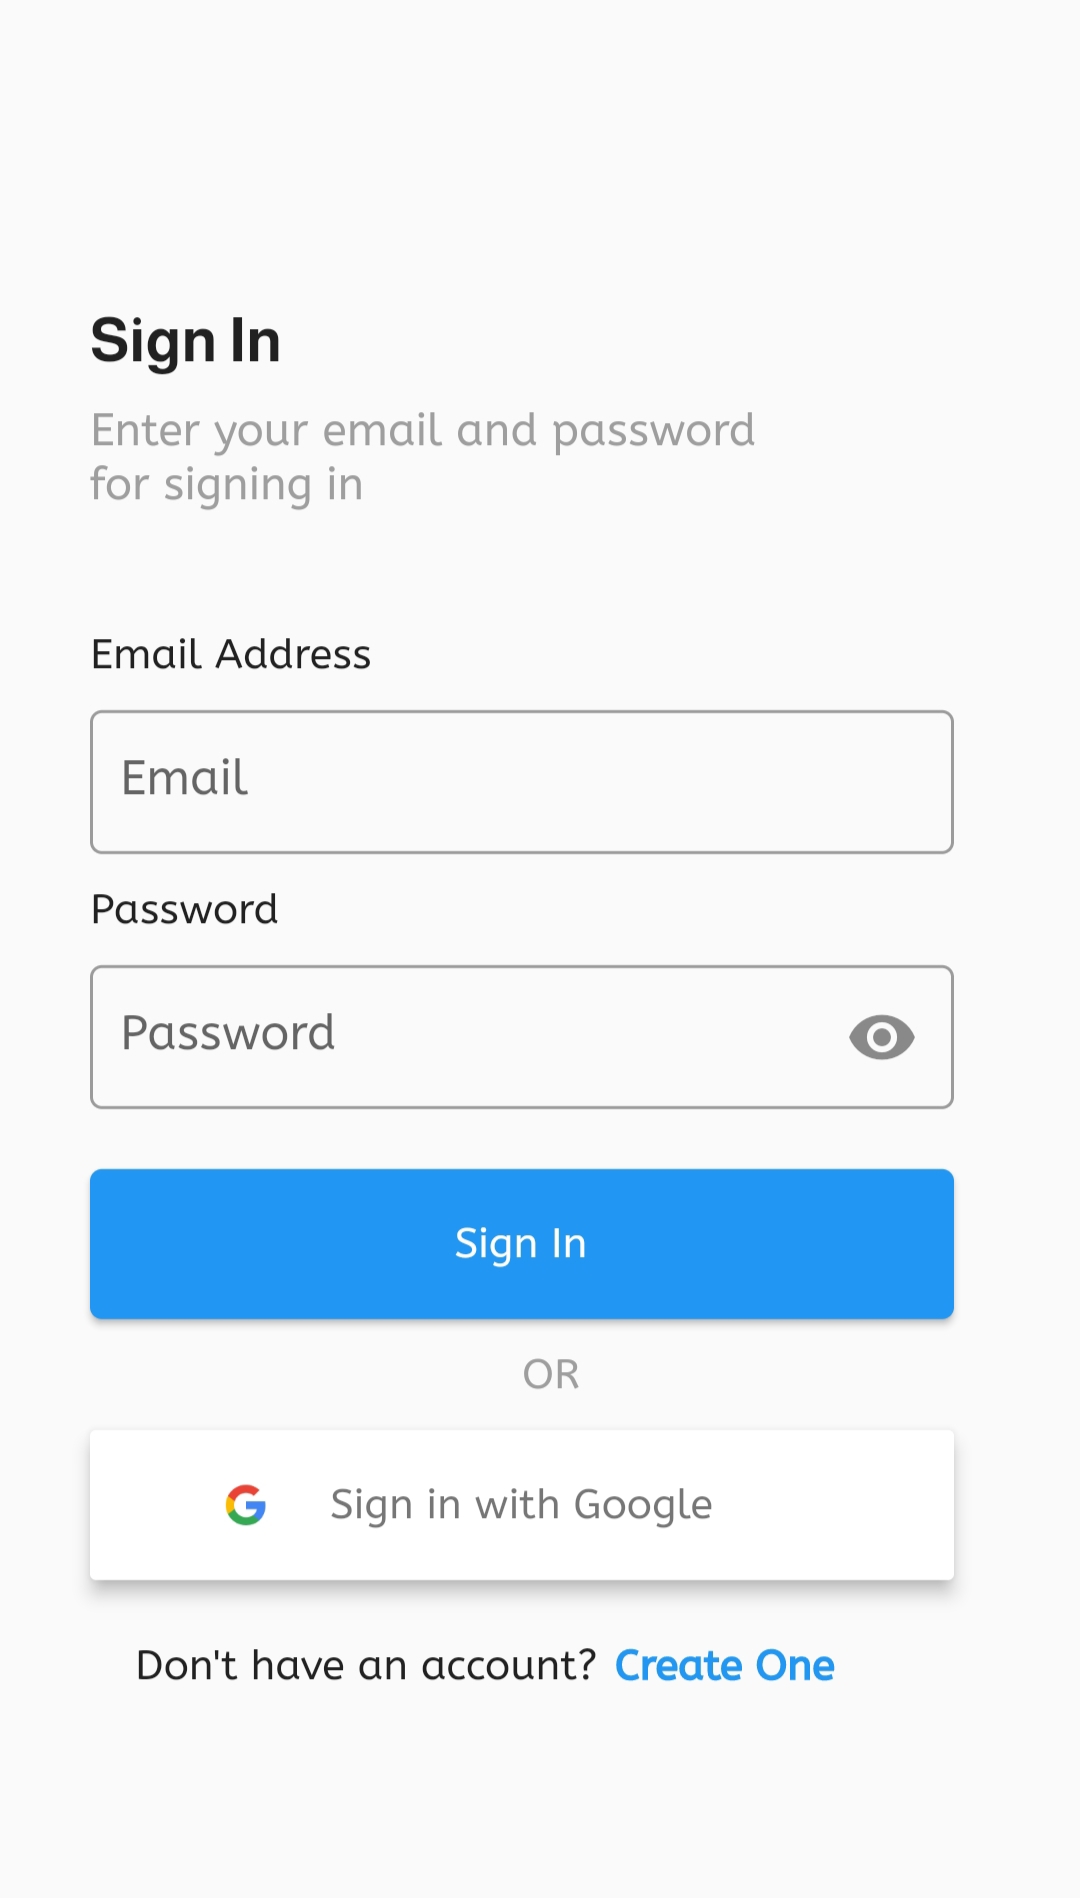 Sign In
Enter your email and password
for signing in
Email Address
Email
Password
Password
Sign In
OR
Sign in with Google
Don't have an account? Create One